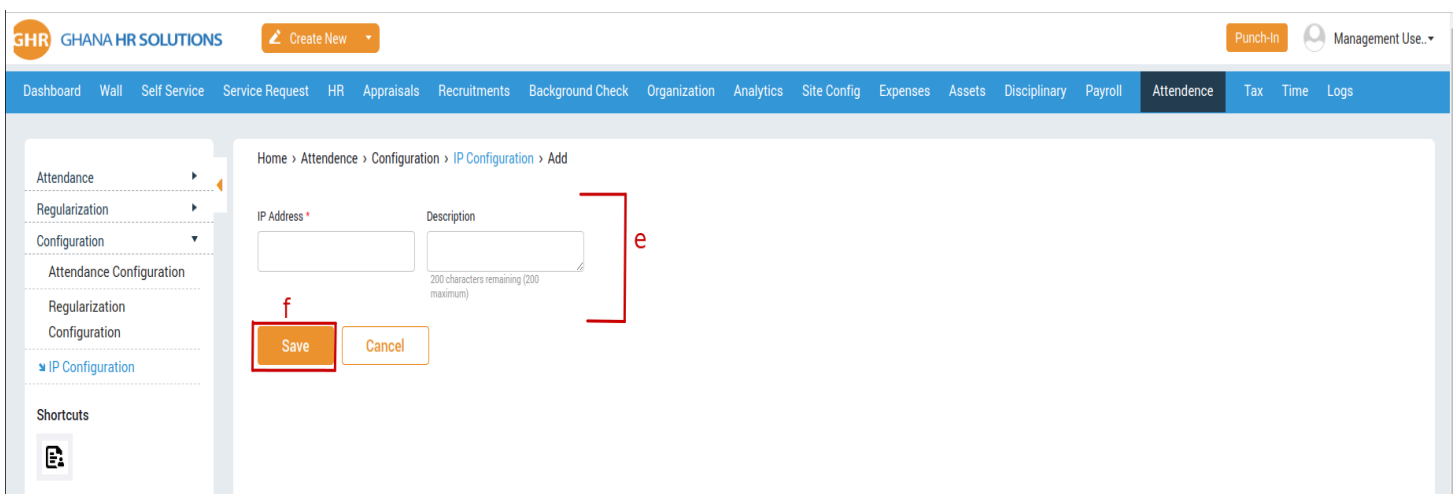 GHR GHANA HR SOLUTIONS Create New Punch-In Management Use..
Dashboard Wall Self Service Service Request HR Appraisals Recruitments Background Check Organization Analytics Site Config Expenses Assets Disciplinary Payroll Attendence Tax Time Logs
Home › Attendence › Configuration › IP Configuration › Add
Attendance
Regularization
Configuration
Attendance Configuration
Regularization
Configuration
IP Configuration
Shortcuts
IP Address * Description
200 characters remaining (200
maximum)
e
f
Save Cancel